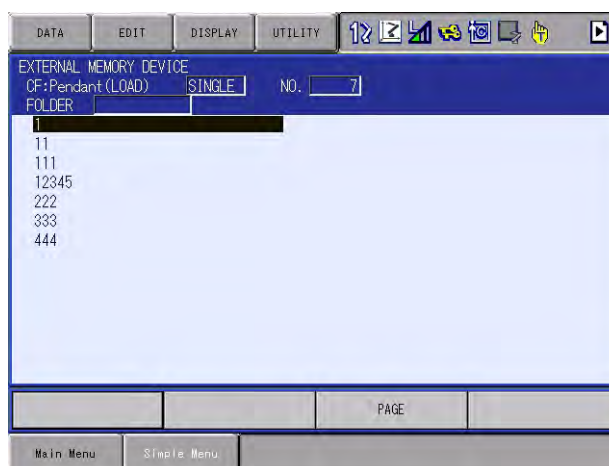 DATA EDIT DISPLAY UTILITY
EXTERNAL MEMORY DEVICE
CF:Pendant(LOAD) SINGLE NO. 7
FOLDER
1
11
111
12345
222
333
444
PAGE
Main Menu Simple Menu